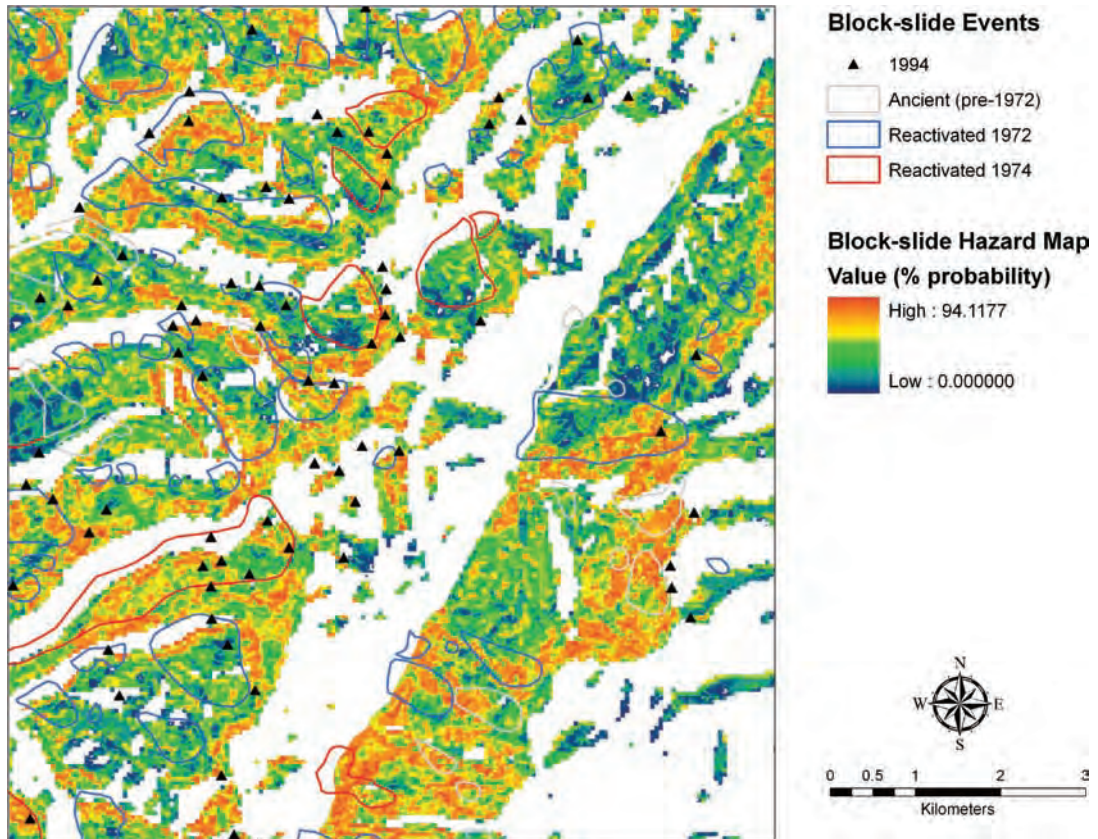 Block-slide Events
1994
Ancient (pre-1972)
Reactivated 1972
Reactivated 1974
Block-slide Hazard Map
Value (% probability)
High : 94.1177
Low : 0.000000
N
W E
S
0 0.5 1 2 3
Kilometers